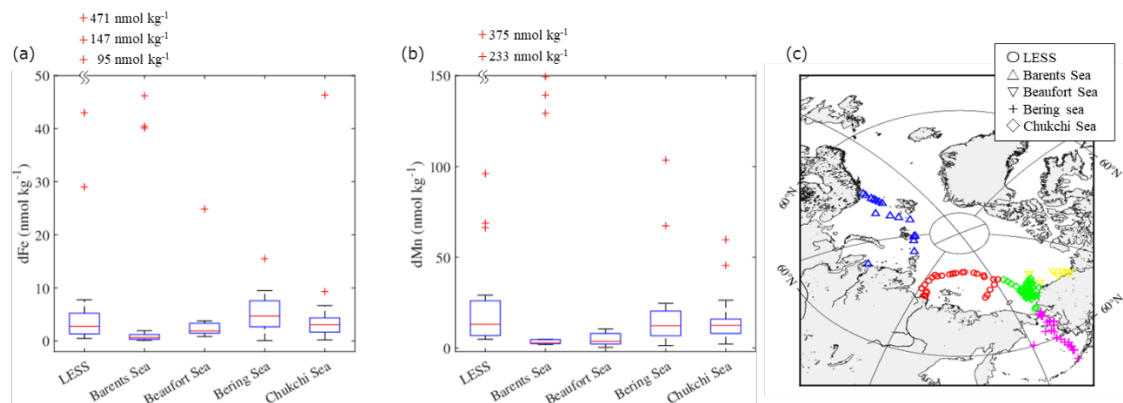 471 nmol kg⁻¹
147 nmol kg⁻¹
95 nmol kg⁻¹
(a)
50
40
30
20
10
0
dFe (nmol kg⁻¹)
LESS
Barents Sea
Beaufort Sea
Bering Sea
Chukchi Sea
375 nmol kg⁻¹
233 nmol kg⁻¹
(b)
150
100
50
0
dMn (nmol kg⁻¹)
LESS
Barents Sea
Beaufort Sea
Bering Sea
Chukchi Sea
(c)
LESS
Barents Sea
Beaufort Sea
Bering sea
Chukchi Sea
60°N
60°N
60°N
60°N